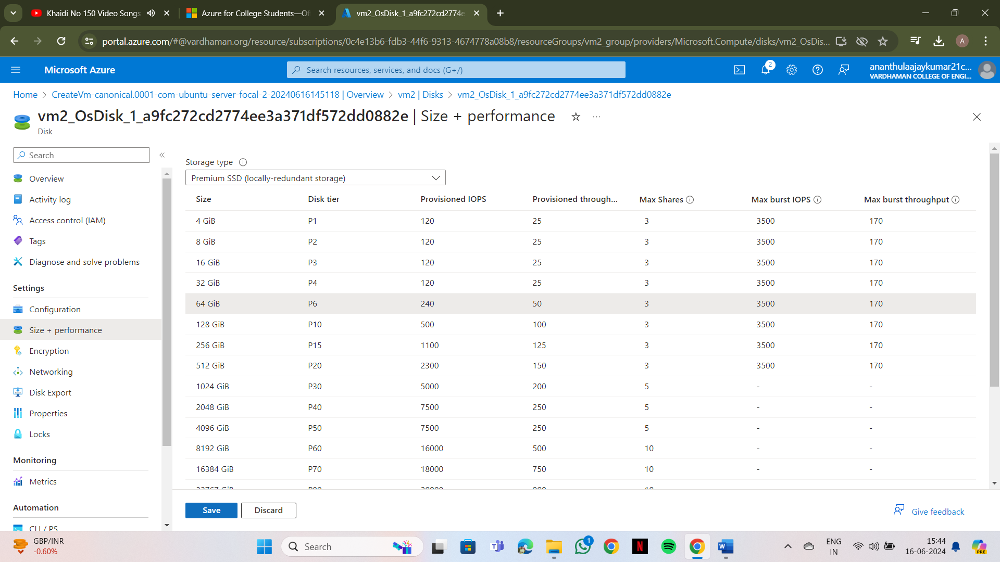 Khaidi No 150 Video Songs
Azure for College Students—Of
vm2_OsDisk_1_a9fc272cd2774e
portal.azure.com/#@vardhaman.org/resource/subscriptions/0c4e13b6-fdb3-44f6-9313-4674778a08b8/resourceGroups/vm2_group/providers/Microsoft.Compute/disks/vm2_OsDis...
A
Microsoft Azure
Search resources, services, and docs (G+/)
2
ananthulaajaykumar21c...
VARDHAMAN COLLEGE OF ENGI...
Home > CreateVm-canonical.0001-com-ubuntu-server-focal-2-20240616145118 | Overview > vm2 | Disks > vm2_OsDisk_1_a9fc272cd2774ee3a371df572dd0882e
vm2_OsDisk_1_a9fc272cd2774ee3a371df572dd0882e | Size + performance
Disk
Search
Overview
Activity log
Access control (IAM)
Tags
Diagnose and solve problems
Settings
Configuration
Size + performance
Encryption
Networking
Disk Export
Properties
Locks
Monitoring
Metrics
Automation
CLI / PS
Storage type
Premium SSD (locally-redundant storage)
Size Disk tier Provisioned IOPS Provisioned through... Max Shares Max burst IOPS Max burst throughput
4 GiB P1 120 25 3 3500 170
8 GiB P2 120 25 3 3500 170
16 GiB P3 120 25 3 3500 170
32 GiB P4 120 25 3 3500 170
64 GiB P6 240 50 3 3500 170
128 GiB P10 500 100 3 3500 170
256 GiB P15 1100 125 3 3500 170
512 GiB P20 2300 150 3 3500 170
1024 GiB P30 5000 200 5 - -
2048 GiB P40 7500 250 5 - -
4096 GiB P50 7500 250 5 - -
8192 GiB P60 16000 500 10 - -
16384 GiB P70 18000 750 10 - -
32767 GiB P80 20000 900 10
Save
Discard
Give feedback
GBP/INR
-0.60%
Search
1
ENG
IN
15:44
16-06-2024
PRE